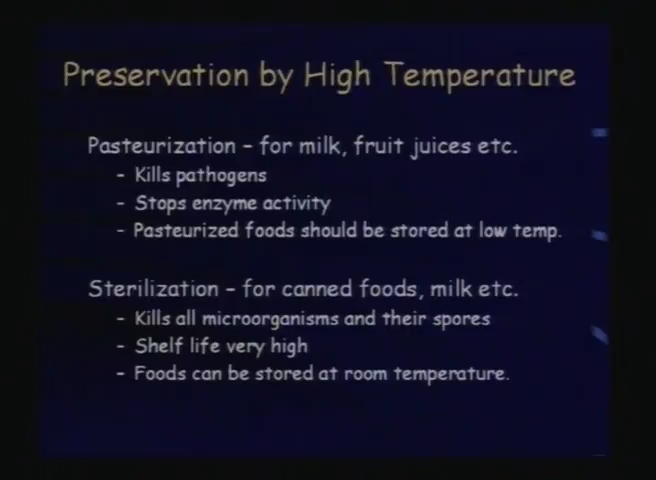 Preservation by High Temperature
Pasteurization – for milk, fruit juices etc.
- Kills pathogens
- Stops enzyme activity
- Pasteurized foods should be stored at low temp.
Sterilization – for canned foods, milk etc.
- Kills all microorganisms and their spores
- Shelf life very high
- Foods can be stored at room temperature.